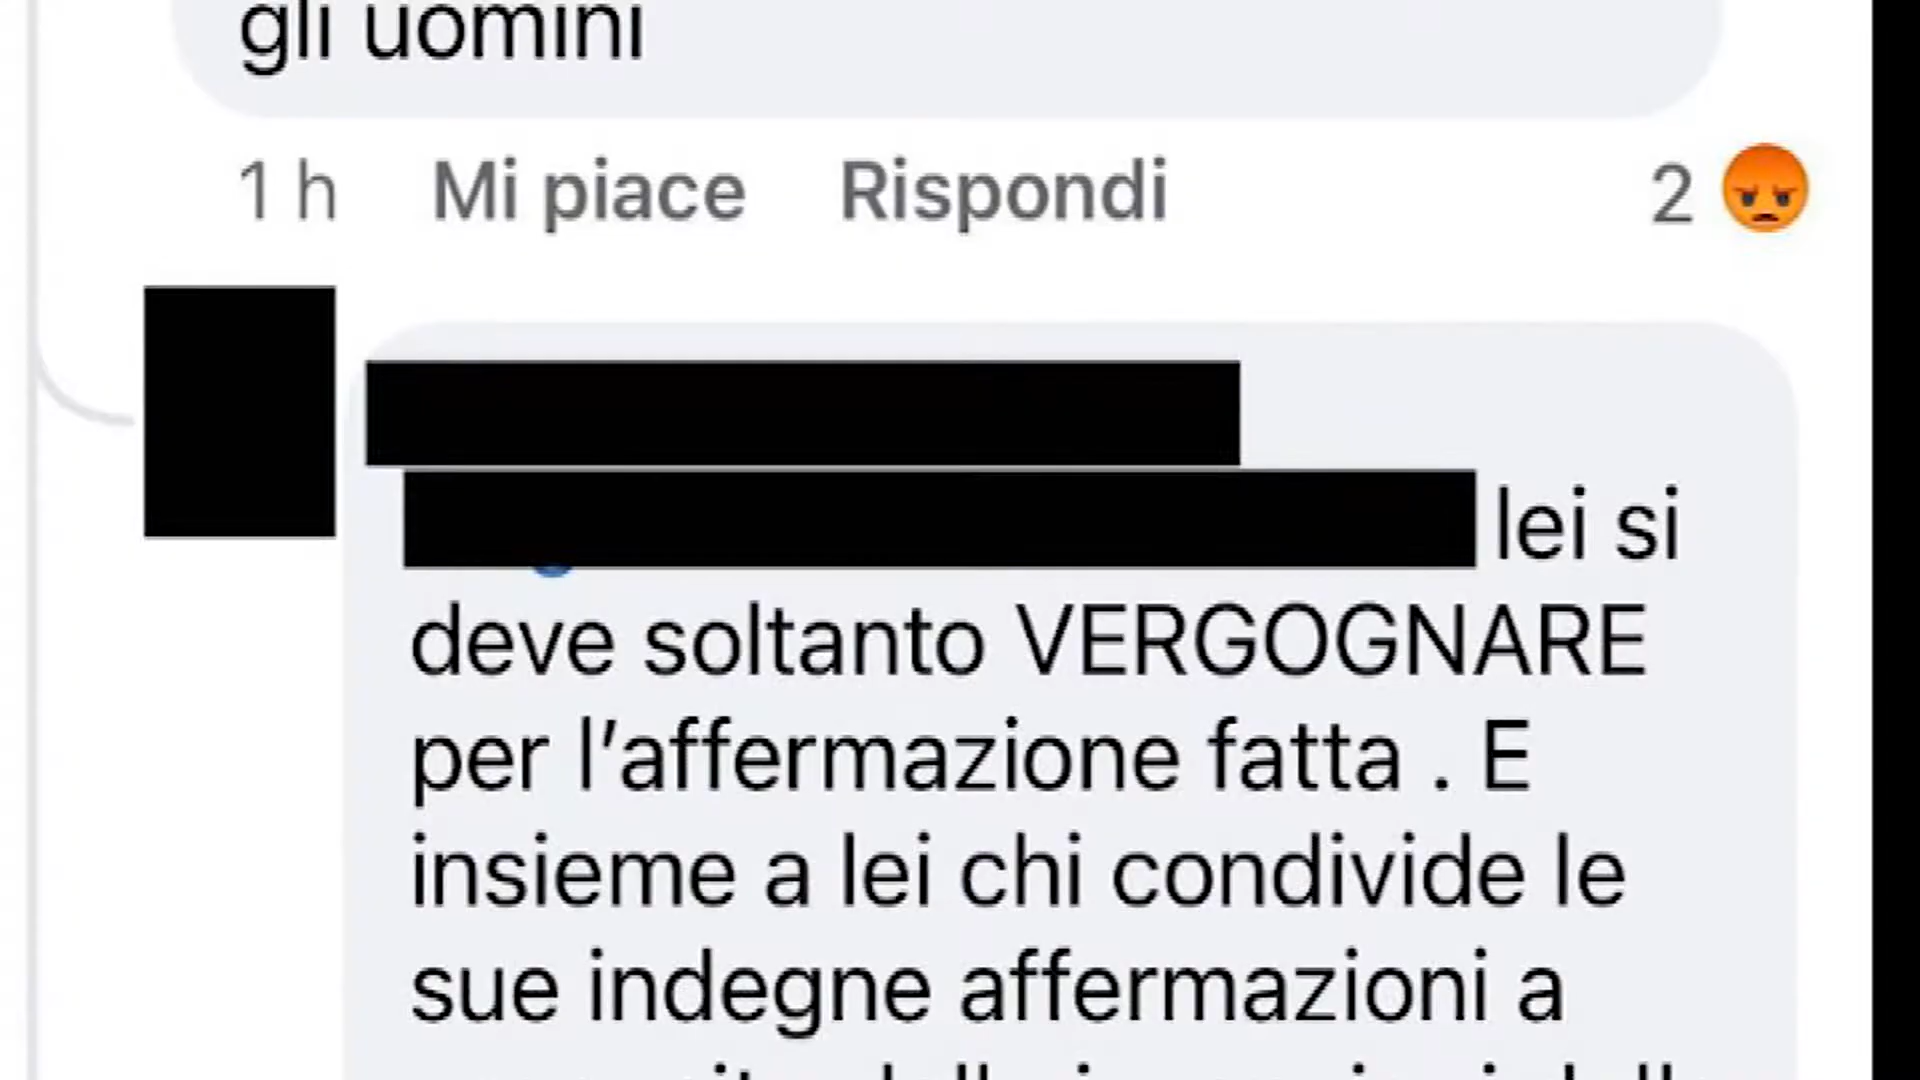 gli uomini
1 h Mi piace Rispondi 2
lei si
deve soltanto VERGOGNARE
per l’affermazione fatta . E
insieme a lei chi condivide le
sue indegne affermazioni a